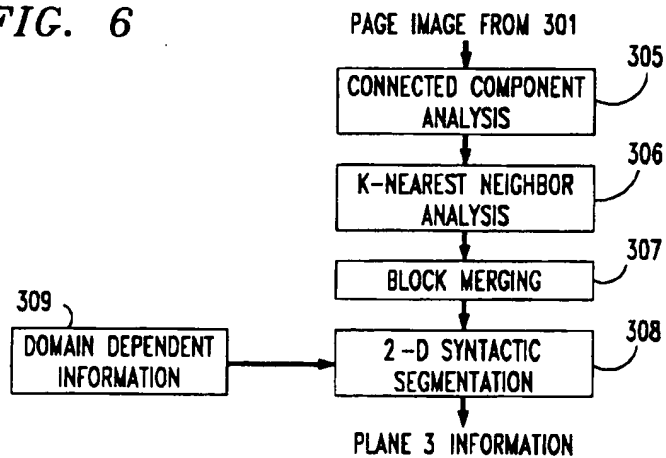 FIG. 6
PAGE IMAGE FROM 301
305
CONNECTED COMPONENT
ANALYSIS
306
K-NEAREST NEIGHBOR
ANALYSIS
307
BLOCK MERGING
309
308
DOMAIN DEPENDENT
INFORMATION
2-D SYNTACTIC
SEGMENTATION
PLANE 3 INFORMATION